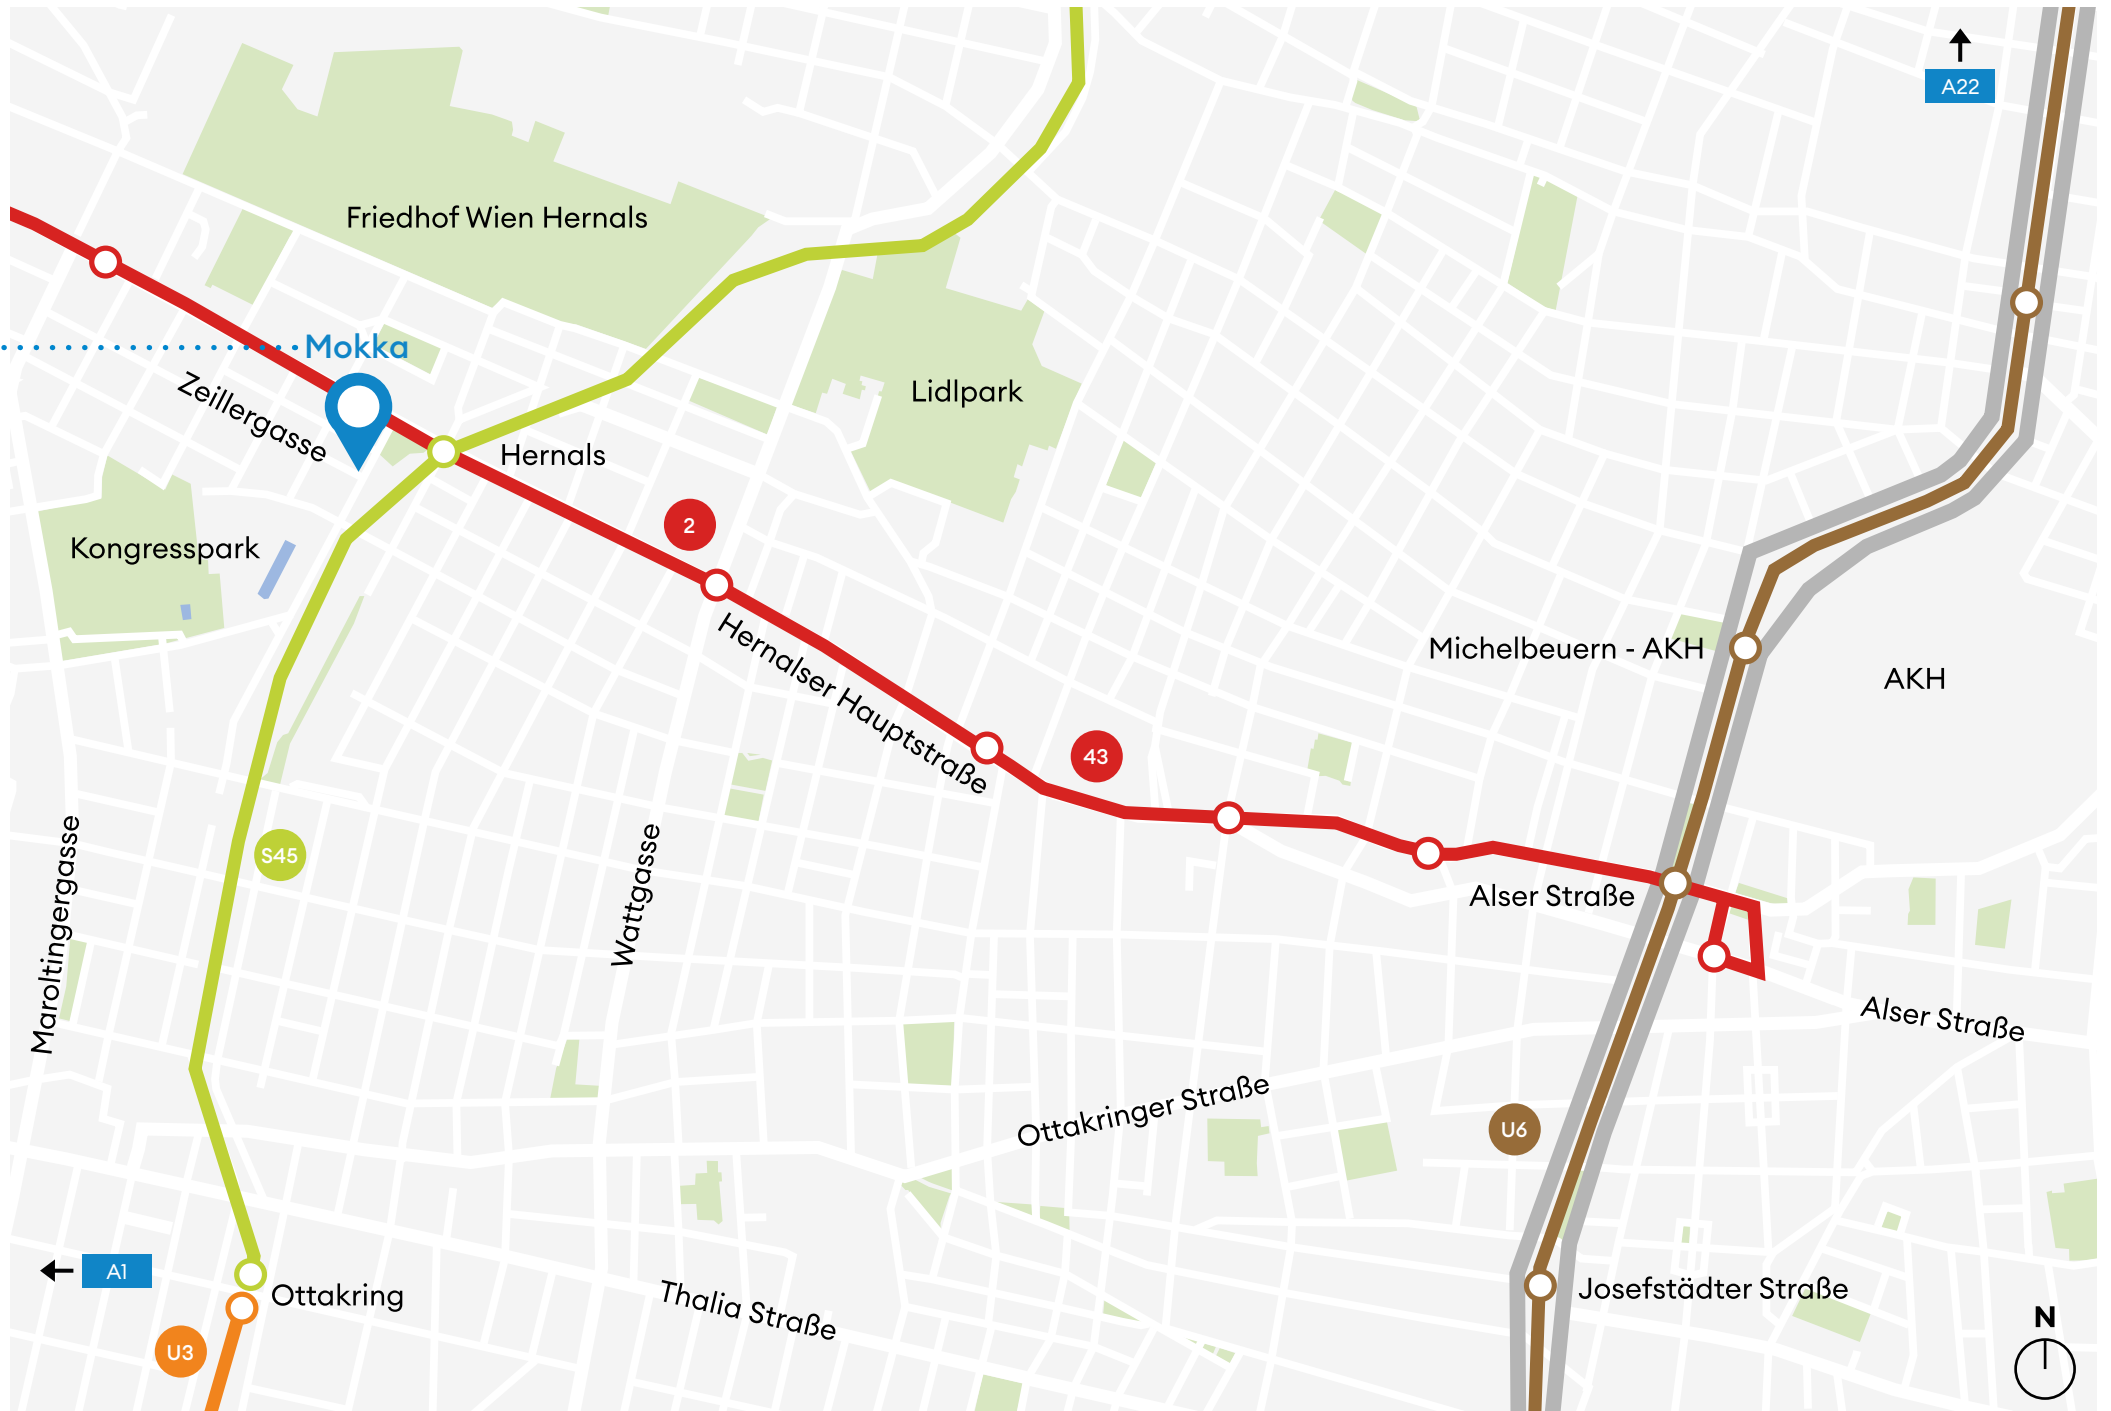 A22
Friedhof Wien Hernals
Mokka
Lidlpark
Zeillergasse
Hernals
2
Kongresspark
Hernalser Hauptstraße
Michelbeuern - AKH
AKH
43
S45
Maroltingergasse
Wattgasse
Alser Straße
Alser Straße
Ottakringer Straße
U6
A1
Ottakring
Thalia Straße
Josefstädter Straße
N
U3